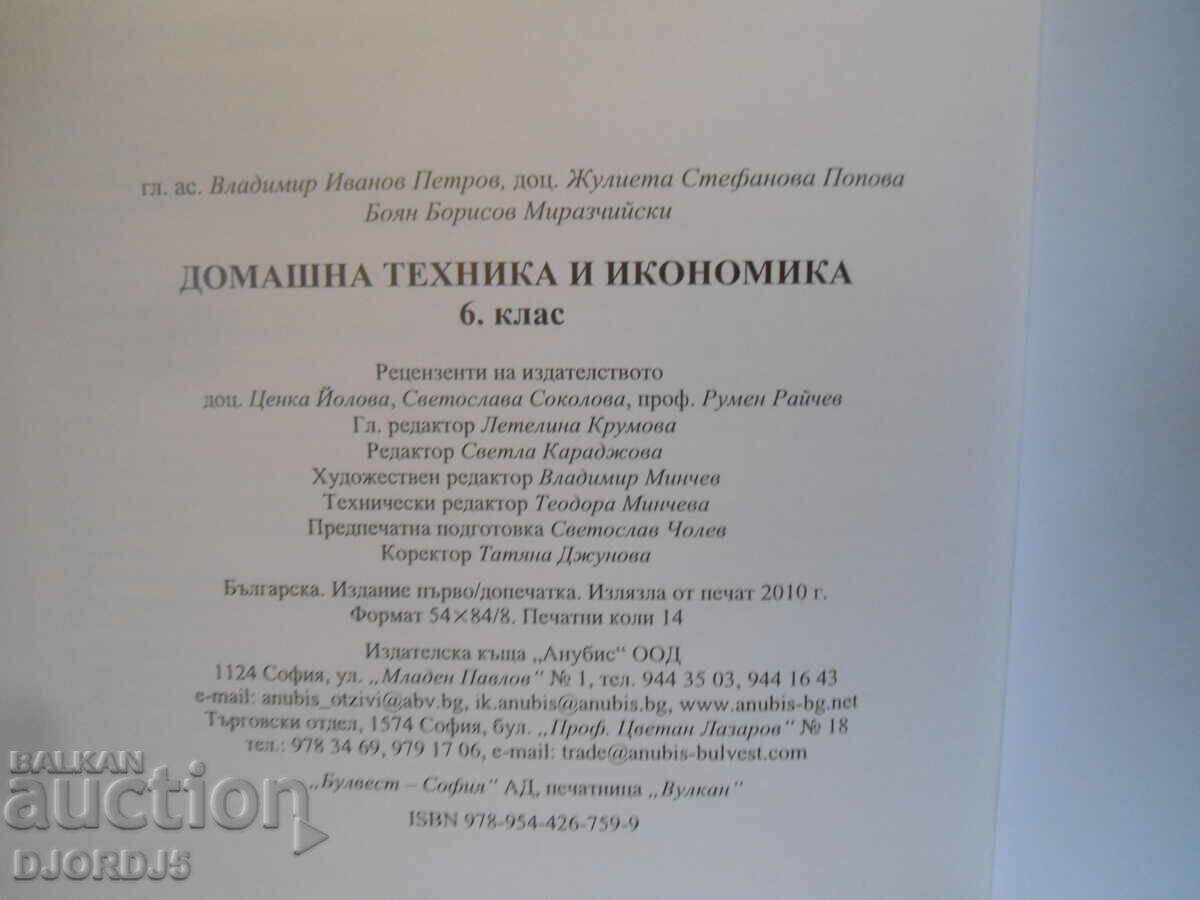 гл. ас. Владимир Иванов Петров, доц. Жулиета Стефанова Попова
Боян Борисов Миразчийски
ДОМАШНА ТЕХНИКА И ИКОНОМИКА
6. клас
Рецензенти на издателството
доц. Ценка Йолова, Светослава Соколова, проф. Румен Райчев
Гл. редактор Летелина Крумова
Редактор Светла Караджова
Художествен редактор Владимир Минчев
Технически редактор Теодора Минчева
Предпечатна подготовка Светослав Чолев
Коректор Татяна Джунова
Българска. Издание първо/допечатка. Излязла от печат 2010 г.
Формат 54×84/8. Печатни коли 14
Издателска къща „Анубис“ ООД
1124 София, ул. „Младен Павлов“ № 1, тел. 944 35 03, 944 16 43
e-mail: anubis_otzivi@abv.bg, ik.anubis@anubis.bg, www.anubis-bg.net
Търговски отдел, 1574 София, бул. „Проф. Цветан Лазаров“ № 18
тел.: 978 34 69, 979 17 06, e-mail: trade@anubis-bulvest.com
„Булвест – София“ АД, печатница „Вулкан“
ISBN 978-954-426-759-9
BALKAN
auction
DJORDJ5